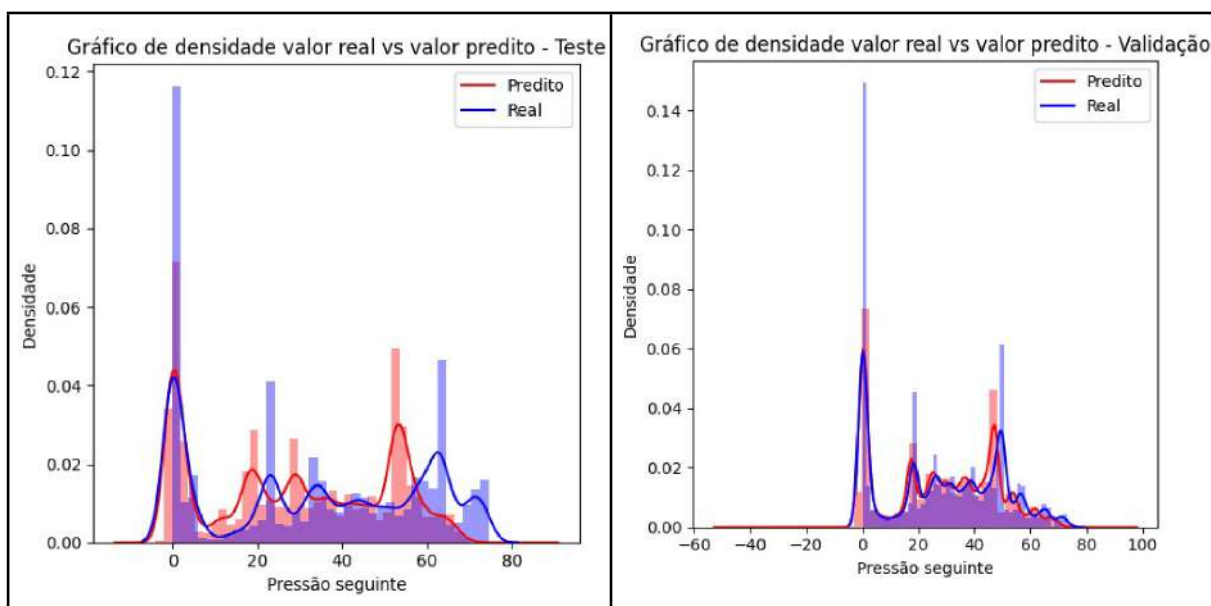 Gráfico de densidade valor real vs valor predito - Teste
0.12
0.10
0.08
0.06
0.04
0.02
0.00
Densidade
Predito
Real
0
20
40
60
80
Pressão seguinte
Gráfico de densidade valor real vs valor predito - Validação
0.14
0.12
0.10
0.08
0.06
0.04
0.02
0.00
Densidade
Predito
Real
−60
−40
−20
0
20
40
60
80
100
Pressão seguinte